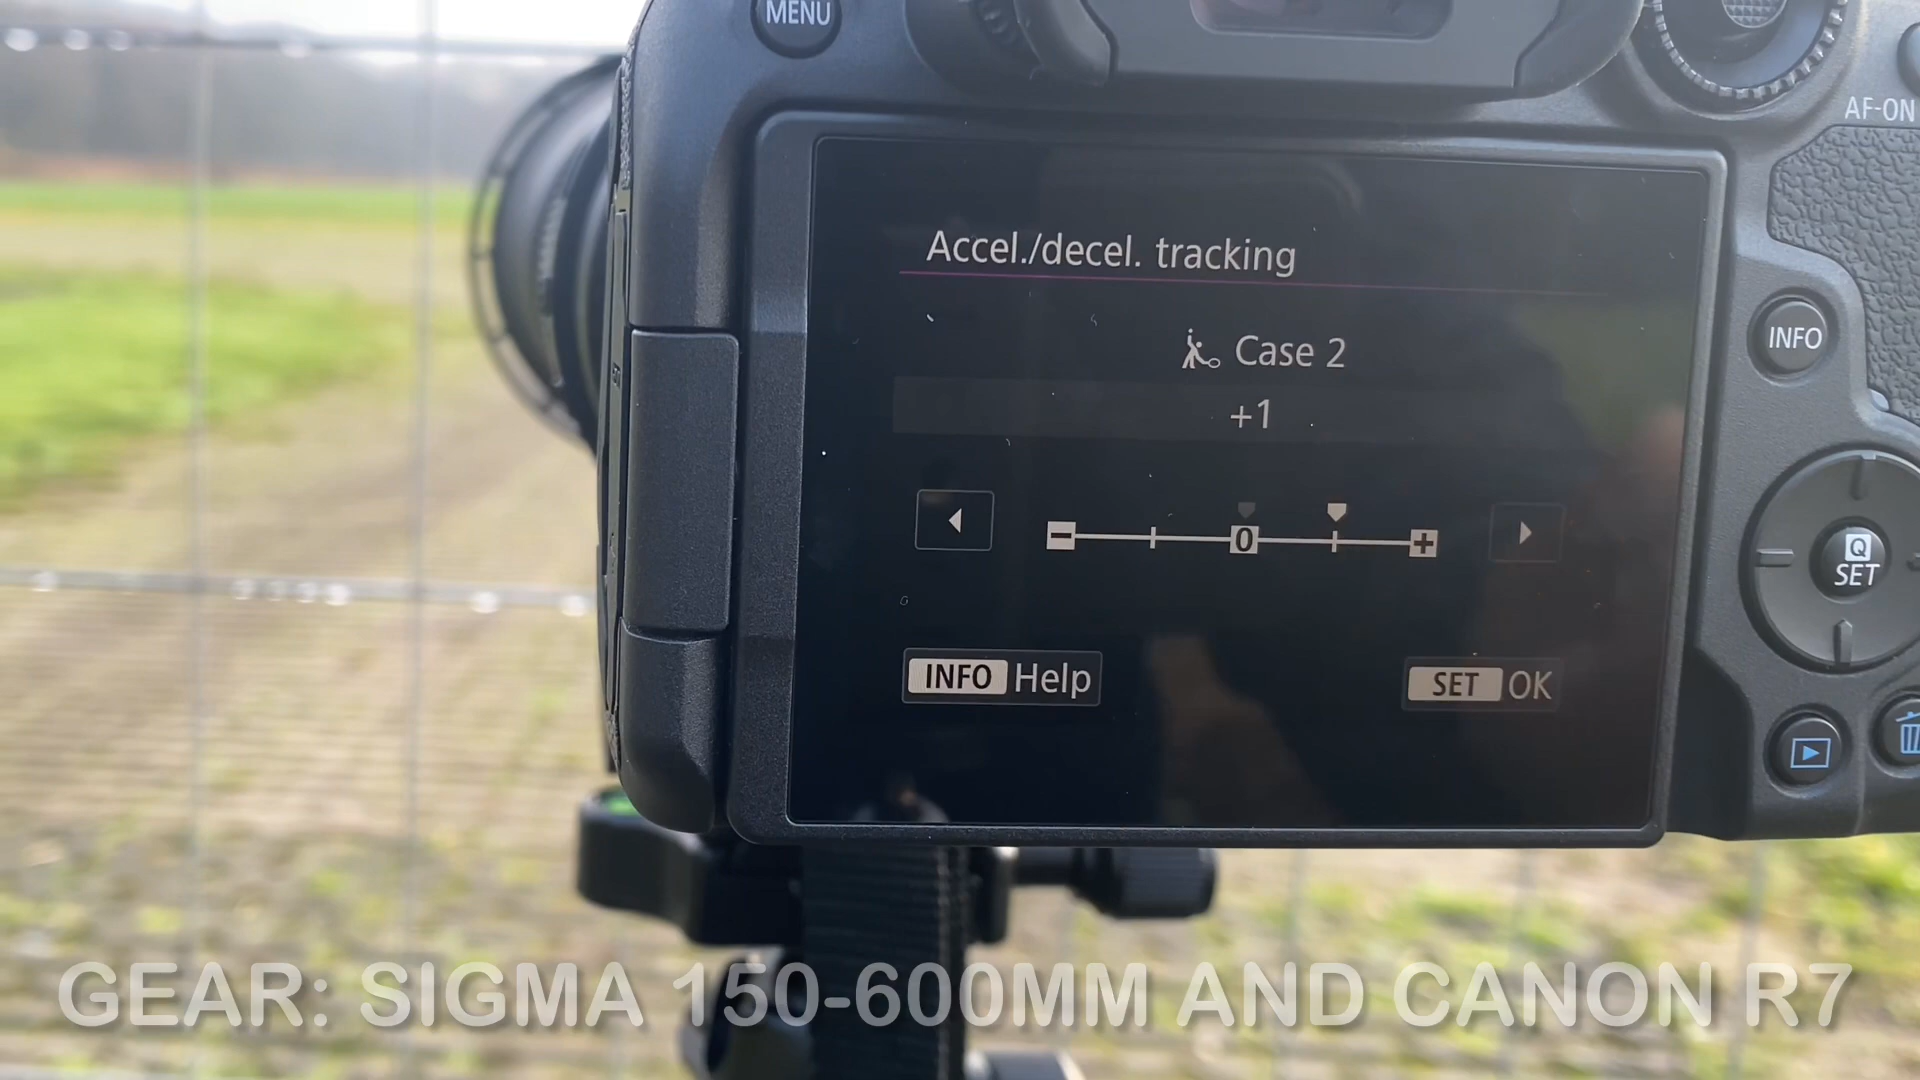 MENU
AF-ON
Accel./decel. tracking
Case 2
+1
INFO
0
Q
SET
INFO Help
SET OK
GEAR: SIGMA 150-600MM AND CANON R7